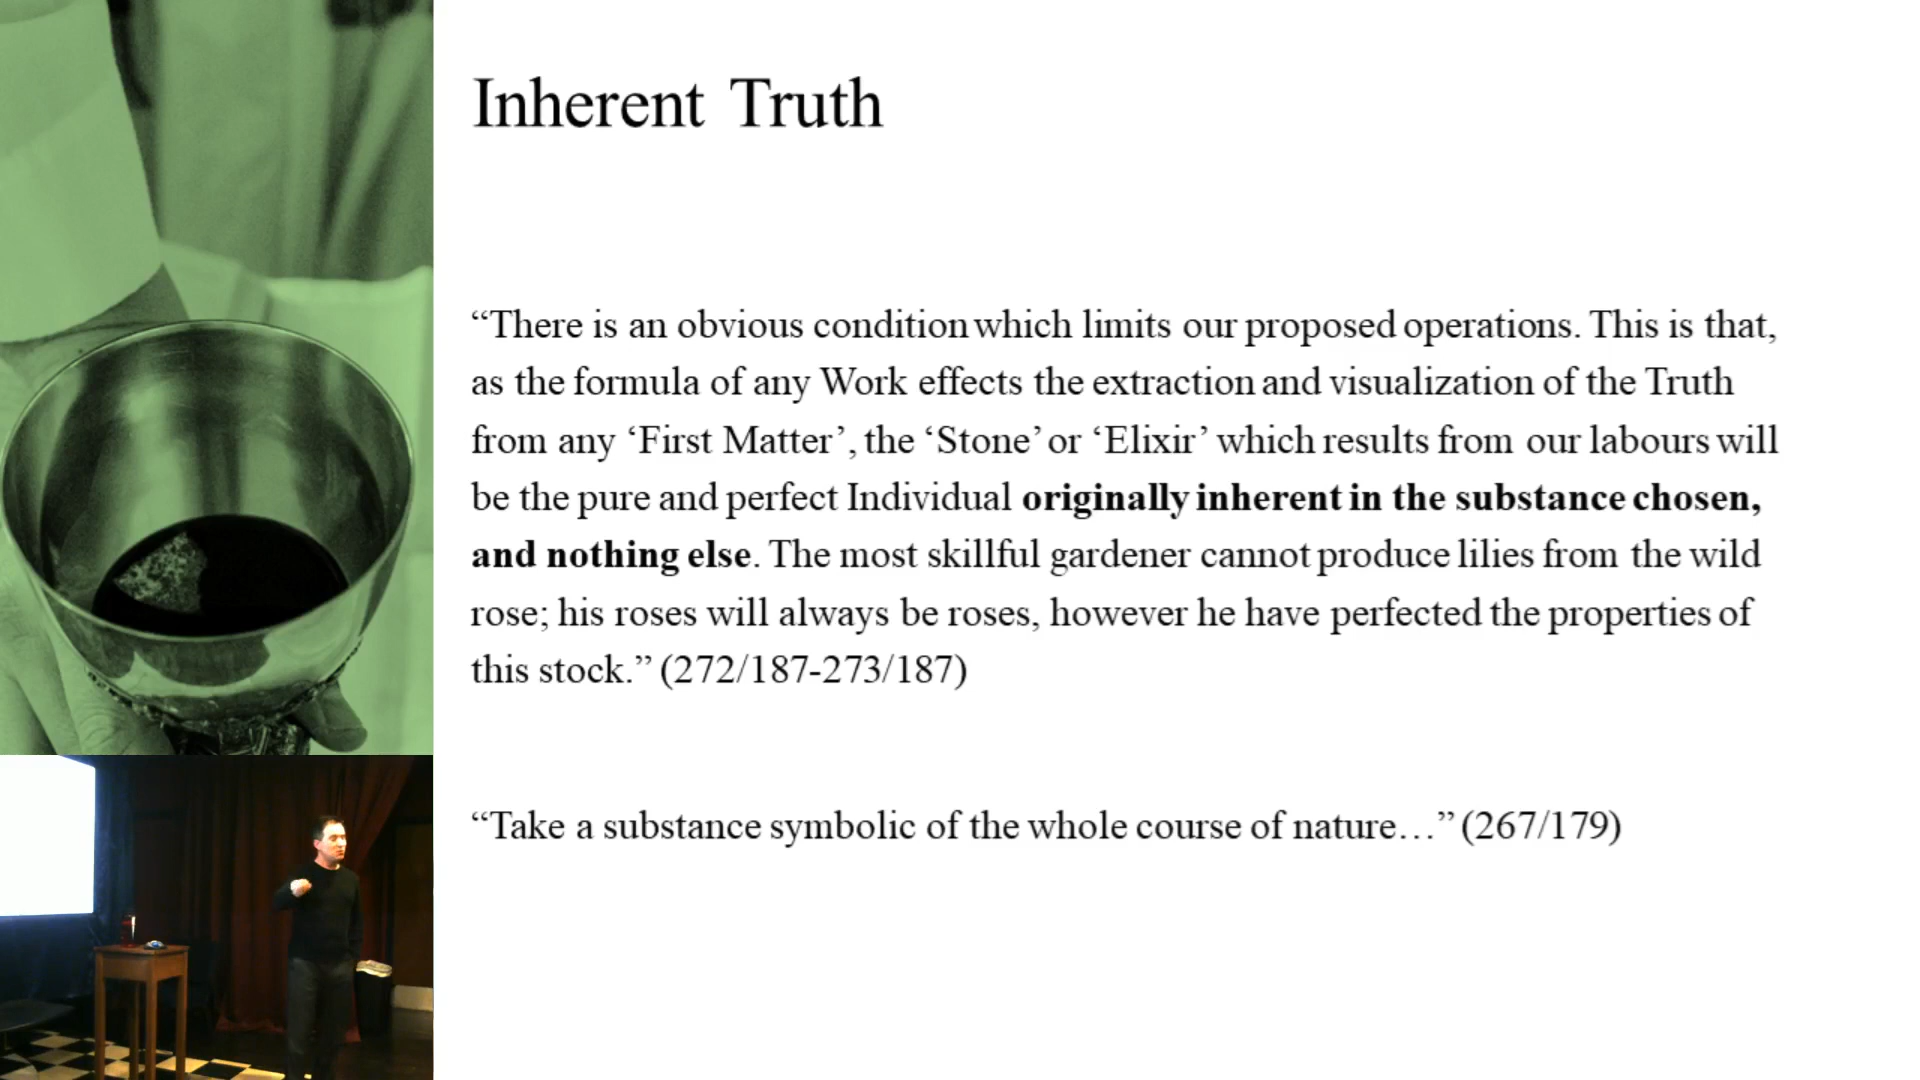 Inherent Truth
“There is an obvious condition which limits our proposed operations. This is that,
as the formula of any Work effects the extraction and visualization of the Truth
from any ‘First Matter’, the ‘Stone’ or ‘Elixir’ which results from our labours will
be the pure and perfect Individual originally inherent in the substance chosen,
and nothing else. The most skillful gardener cannot produce lilies from the wild
rose; his roses will always be roses, however he have perfected the properties of
this stock.” (272/187-273/187)
“Take a substance symbolic of the whole course of nature…” (267/179)